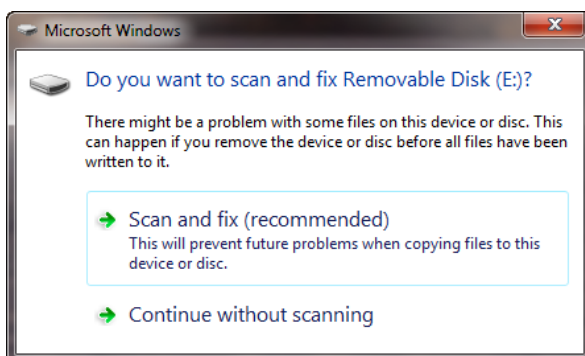 Microsoft Windows
Do you want to scan and fix Removable Disk (E:)?
There might be a problem with some files on this device or disc. This
can happen if you remove the device or disc before all files have been
written to it.
Scan and fix (recommended)
This will prevent future problems when copying files to this
device or disc.
Continue without scanning